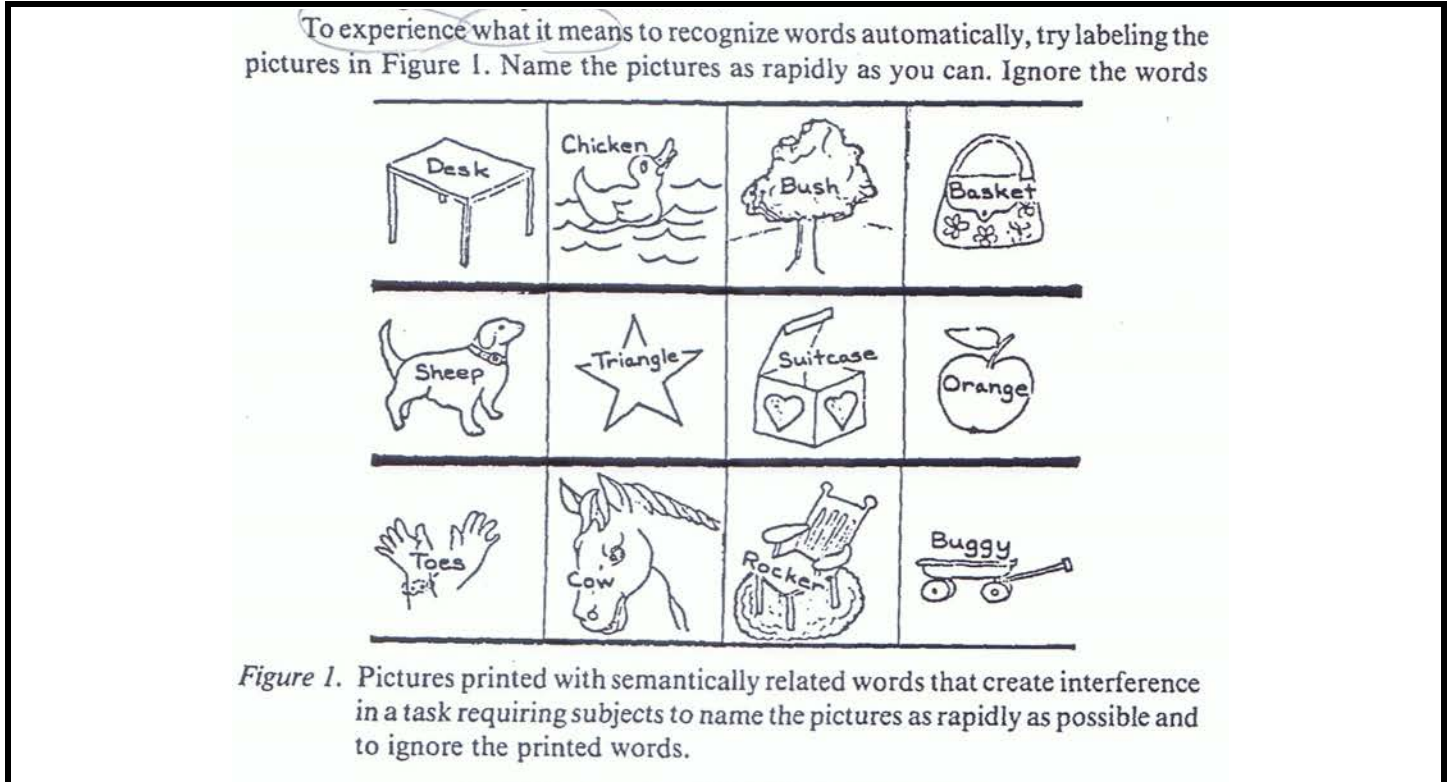 To experience what it means to recognize words automatically, try labeling the
pictures in Figure 1. Name the pictures as rapidly as you can. Ignore the words
Desk
Chicken
Bush
Basket
Sheep
Triangle
Suitcase
Orange
Toes
Cow
Rocker
Buggy
Figure 1. Pictures printed with semantically related words that create interference
in a task requiring subjects to name the pictures as rapidly as possible and
to ignore the printed words.